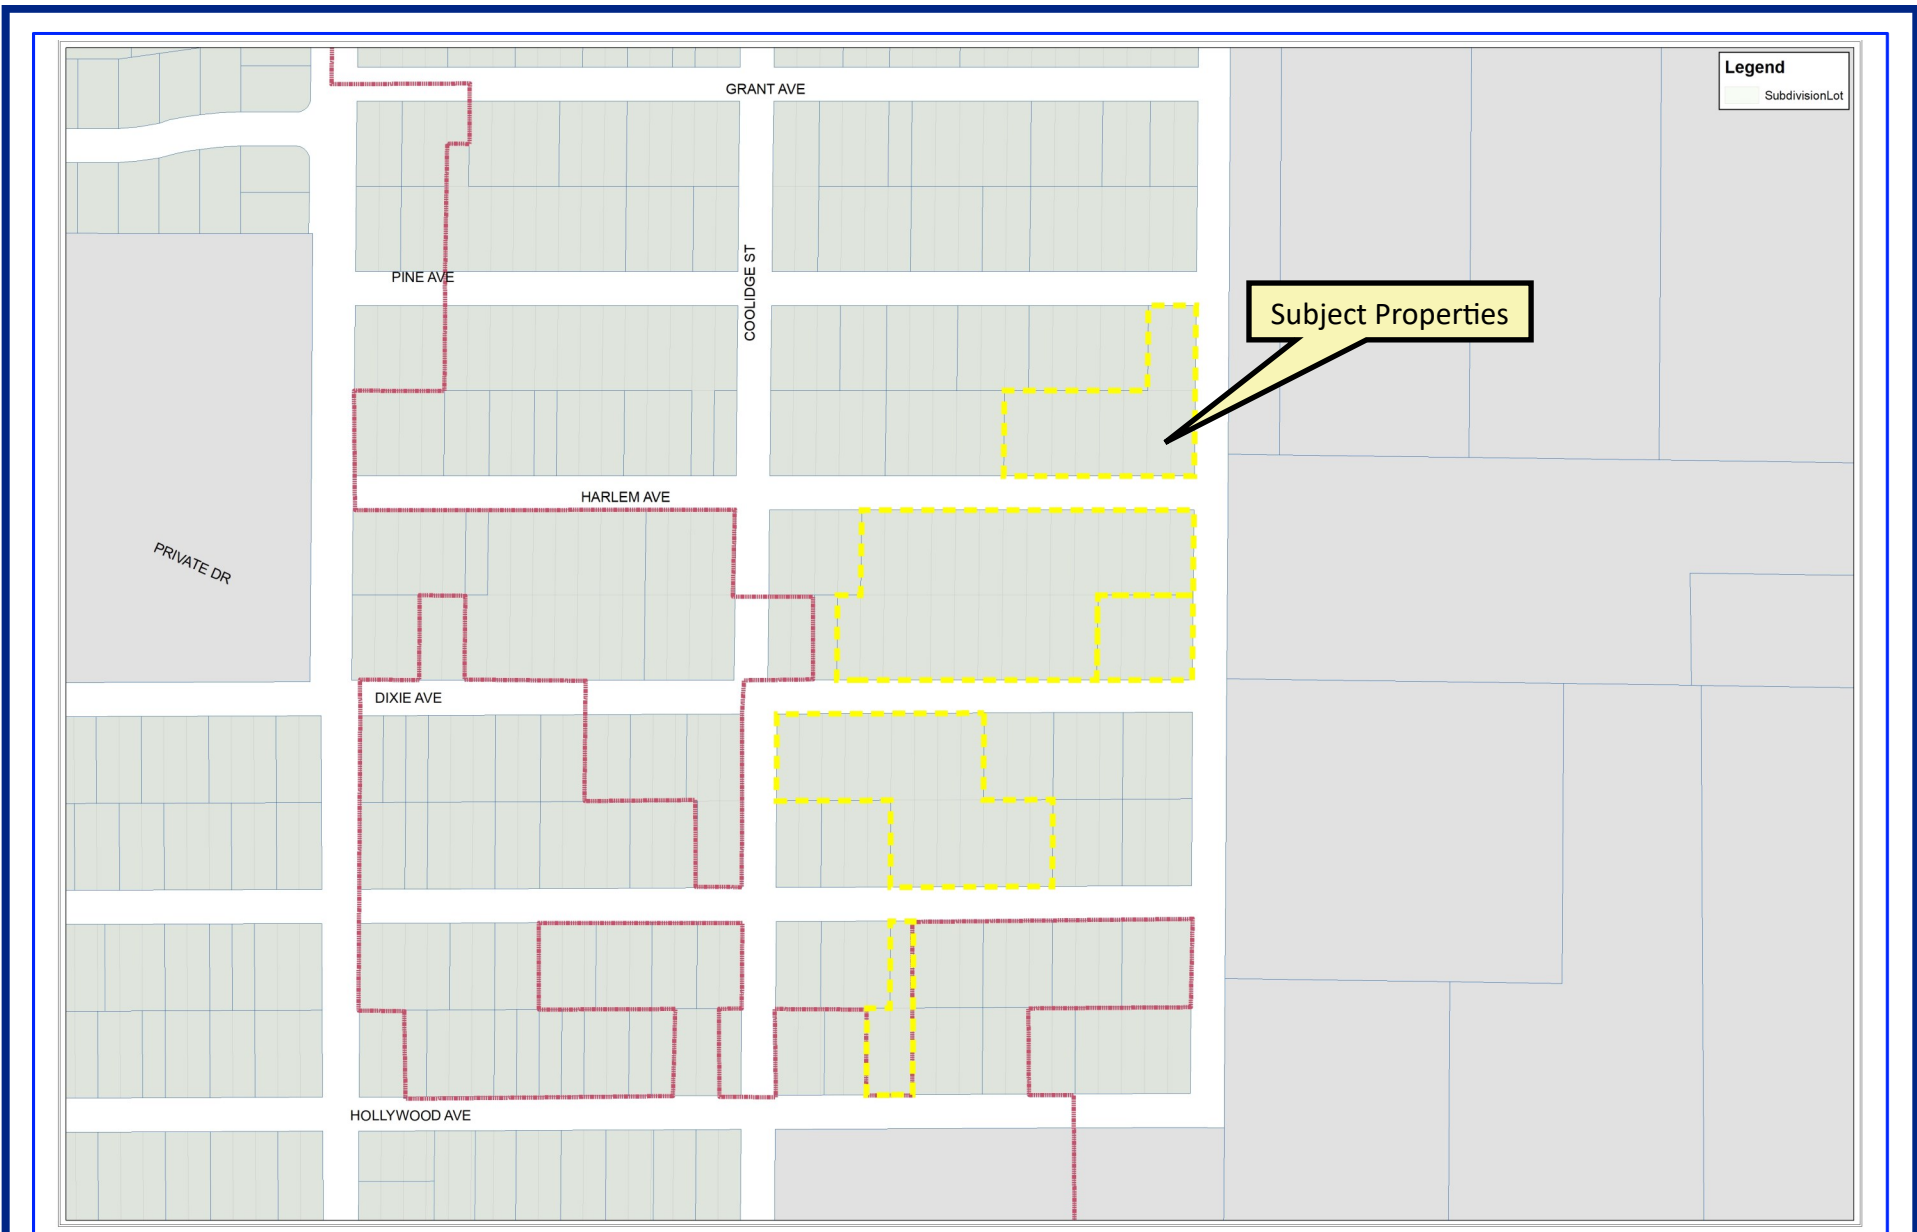 GRANT AVE
Legend
SubdivisionLot
PINE AVE
COOLIDGE ST
Subject Properties
HARLEM AVE
PRIVATE DR
DIXIE AVE
HOLLYWOOD AVE